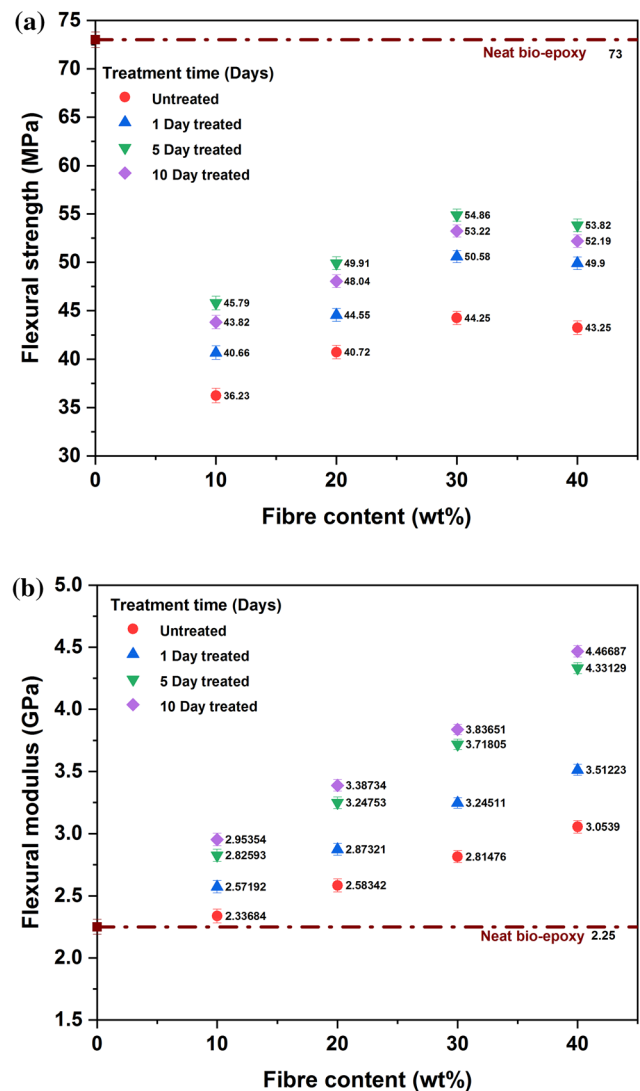 (a)
75
70
65
60
55
50
45
40
35
30
Flexural strength (MPa)
Neat bio-epoxy 73
Treatment time (Days)
Untreated
1 Day treated
5 Day treated
10 Day treated
45.79
43.82
40.66
36.23
49.91
48.04
44.55
40.72
54.86
53.22
50.58
44.25
53.82
52.19
49.9
43.25
0 10 20 30 40
Fibre content (wt%)
(b)
5.0
4.5
4.0
3.5
3.0
2.5
2.0
1.5
Flexural modulus (GPa)
Treatment time (Days)
Untreated
1 Day treated
5 Day treated
10 Day treated
2.95354
2.82593
2.57192
2.33684
3.38734
3.24753
2.87321
2.58342
3.83651
3.71805
3.24511
2.81476
4.46687
4.33129
3.51223
3.0539
Neat bio-epoxy 2.25
0 10 20 30 40
Fibre content (wt%)